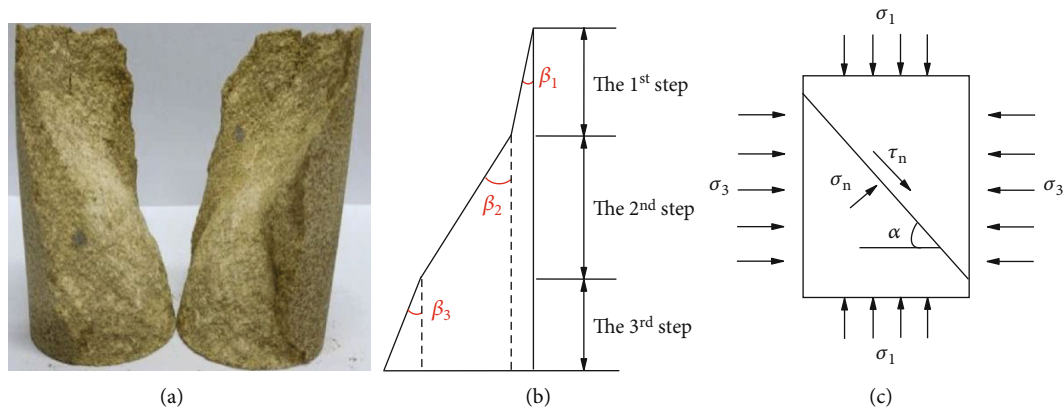 β₁
The 1ˢᵗ step
β₂
The 2ⁿᵈ step
β₃
The 3ʳᵈ step
σ₁
σ₃
τₙ
σₙ
α
σ₃
σ₁
(a)
(b)
(c)